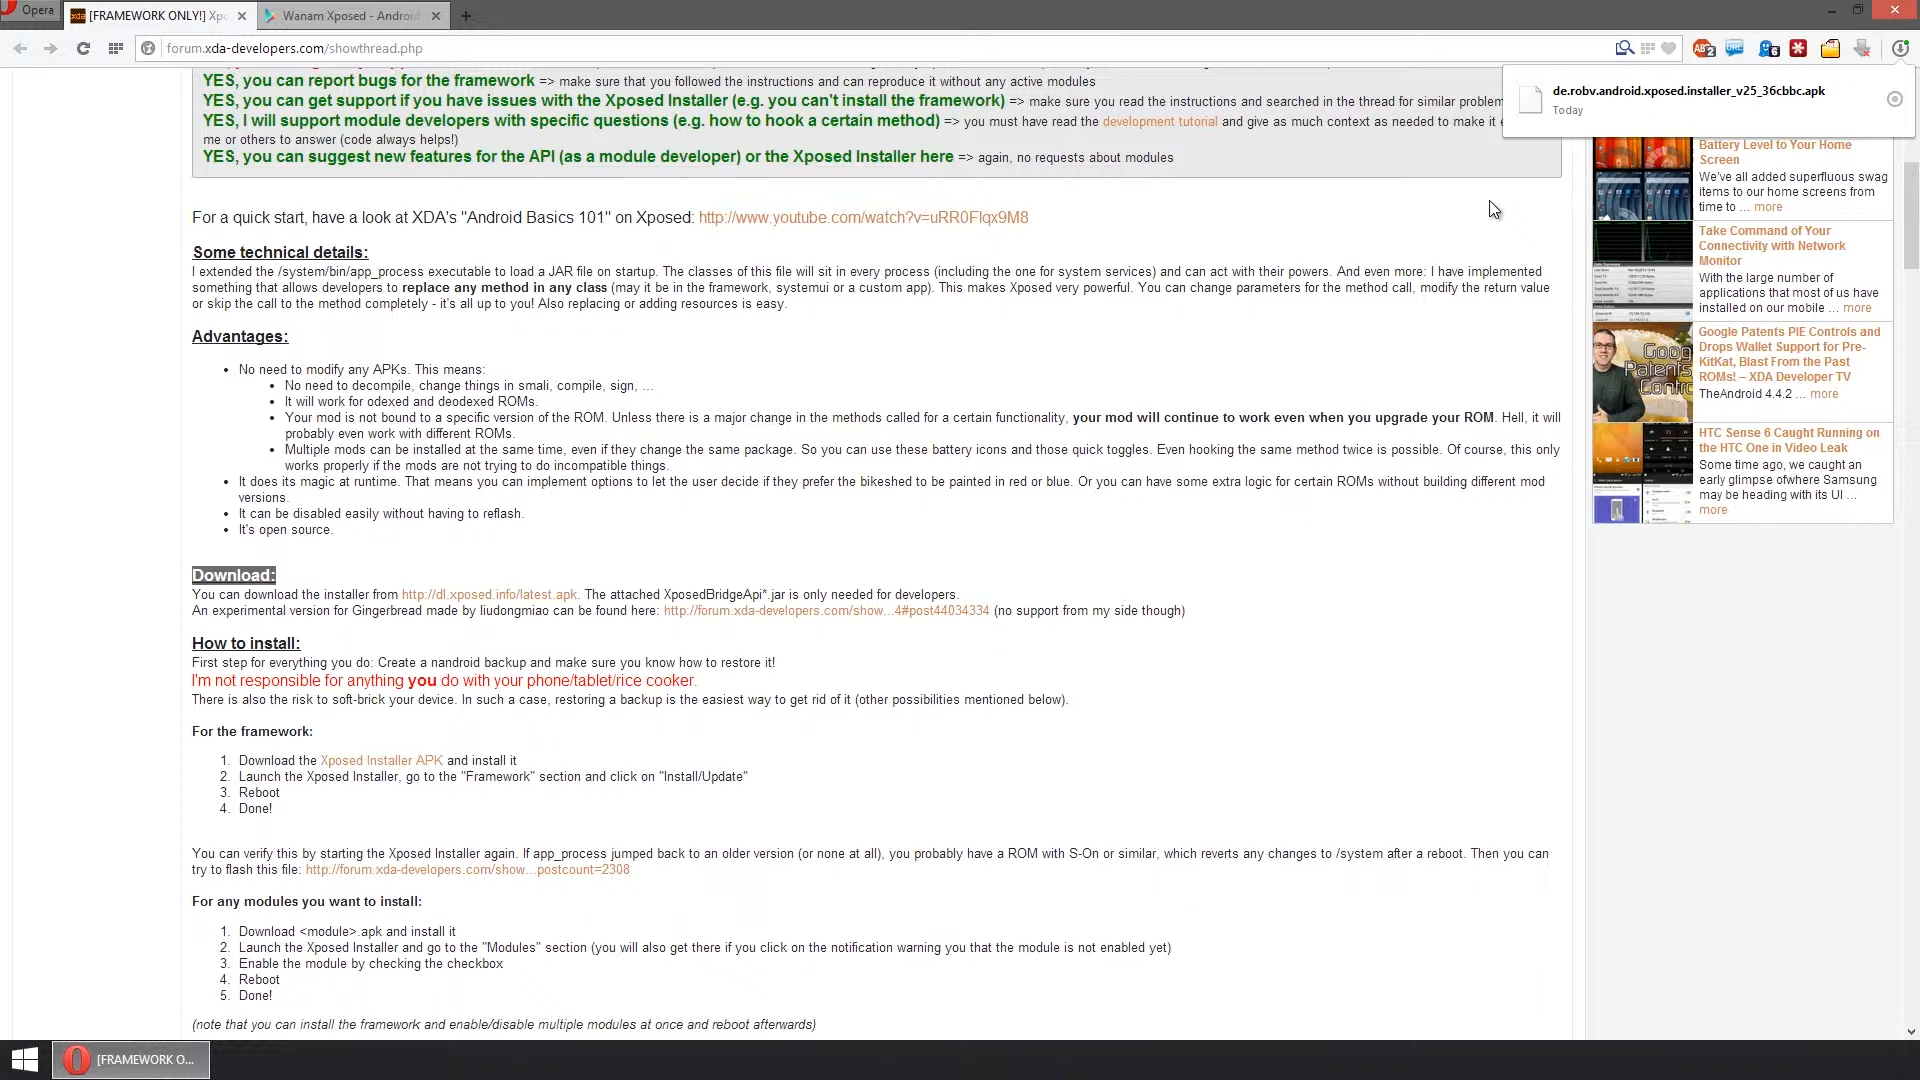 Opera
[FRAMEWORK ONLY!] Xpo
Wanam Xposed - Android
forum.xda-developers.com/showthread.php
YES, you can report bugs for the framework => make sure that you followed the instructions and can reproduce it without any active modules
YES, you can get support if you have issues with the Xposed Installer (e.g. you can't install the framework) => make sure you read the instructions and searched in the thread for similar problem
YES, I will support module developers with specific questions (e.g. how to hook a certain method) => you must have read the development tutorial and give as much context as needed to make it
me or others to answer (code always helps!)
YES, you can suggest new features for the API (as a module developer) or the Xposed Installer here => again, no requests about modules
de.robv.android.xposed.installer_v25_36cbbc.apk
Today
For a quick start, have a look at XDA's "Android Basics 101" on Xposed: http://www.youtube.com/watch?v=uRR0FIqx9M8
Some technical details:
I extended the /system/bin/app_process executable to load a JAR file on startup. The classes of this file will sit in every process (including the one for system services) and can act with their powers. And even more: I have implemented
something that allows developers to replace any method in any class (may it be in the framework, systemui or a custom app). This makes Xposed very powerful. You can change parameters for the method call, modify the return value
or skip the call to the method completely - it's all up to you! Also replacing or adding resources is easy.
Advantages:
• No need to modify any APKs. This means:
• No need to decompile, change things in smali, compile, sign, ...
• It will work for odexed and deodexed ROMs.
• Your mod is not bound to a specific version of the ROM. Unless there is a major change in the methods called for a certain functionality, your mod will continue to work even when you upgrade your ROM. Hell, it will
probably even work with different ROMs.
• Multiple mods can be installed at the same time, even if they change the same package. So you can use these battery icons and those quick toggles. Even hooking the same method twice is possible. Of course, this only
works properly if the mods are not trying to do incompatible things.
• It does its magic at runtime. That means you can implement options to let the user decide if they prefer the bikeshed to be painted in red or blue. Or you can have some extra logic for certain ROMs without building different mod
versions.
• It can be disabled easily without having to reflash.
• It's open source.
Download:
You can download the installer from http://dl.xposed.info/latest.apk. The attached XposedBridgeApi*.jar is only needed for developers.
An experimental version for Gingerbread made by liudongmiao can be found here: http://forum.xda-developers.com/show...4#post44034334 (no support from my side though)
How to install:
First step for everything you do: Create a nandroid backup and make sure you know how to restore it!
I'm not responsible for anything you do with your phone/tablet/rice cooker.
There is also the risk to soft-brick your device. In such a case, restoring a backup is the easiest way to get rid of it (other possibilities mentioned below).
For the framework:
1. Download the Xposed Installer APK and install it
2. Launch the Xposed Installer, go to the "Framework" section and click on "Install/Update"
3. Reboot
4. Done!
You can verify this by starting the Xposed Installer again. If app_process jumped back to an older version (or none at all), you probably have a ROM with S-On or similar, which reverts any changes to /system after a reboot. Then you can
try to flash this file: http://forum.xda-developers.com/show...postcount=2308
For any modules you want to install:
1. Download <module>.apk and install it
2. Launch the Xposed Installer and go to the "Modules" section (you will also get there if you click on the notification warning you that the module is not enabled yet)
3. Enable the module by checking the checkbox
4. Reboot
5. Done!
(note that you can install the framework and enable/disable multiple modules at once and reboot afterwards)
Battery Level to Your Home
Screen
We've all added superfluous swag
items to our home screens from
time to ... more
Take Command of Your
Connectivity with Network
Monitor
With the large number of
applications that most of us have
installed on our mobile ... more
Google Patents PIE Controls and
Drops Wallet Support for Pre-
KitKat, Blast From the Past
ROMs! – XDA Developer TV
TheAndroid 4.4.2 ... more
HTC Sense 6 Caught Running on
the HTC One in Video Leak
Some time ago, we caught an
early glimpse ofwhere Samsung
may be heading with its UI ...
more
[FRAMEWORK O...